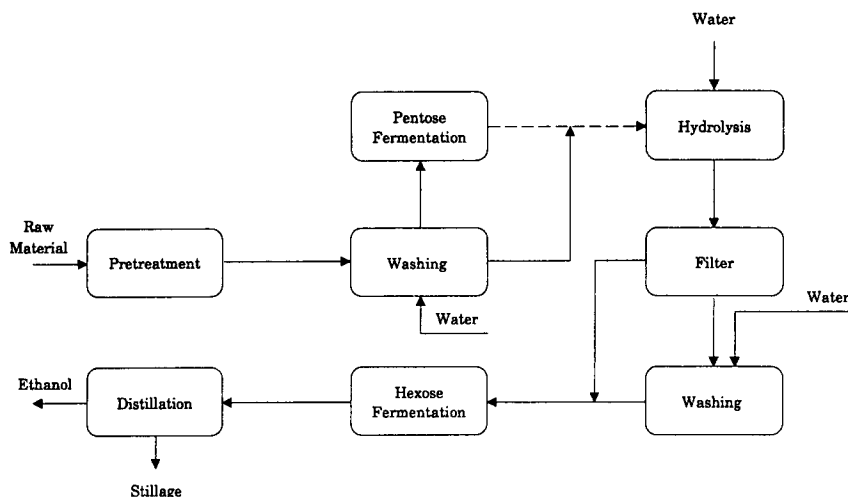 Water
Pentose
Fermentation
Hydrolysis
Raw
Material
Pretreatment
Washing
Filter
Water
Water
Ethanol
Distillation
Hexose
Fermentation
Washing
Stillage